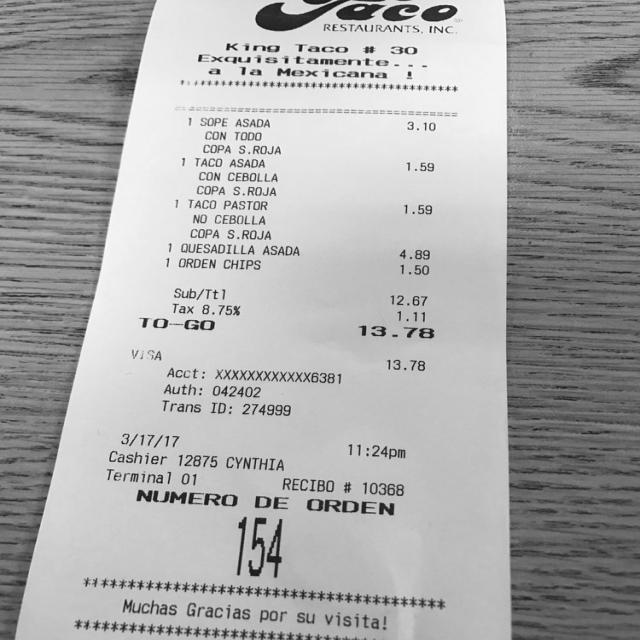 Taco
RESTAURANTS, INC.
King Taco # 30
Exquisitamente...
a la Mexicana !
1 SOPE ASADA 3.10
CON TODO
COPA S.ROJA
1 TACO ASADA 1.59
CON CEBOLLA
COPA S.ROJA
1 TACO PASTOR 1.59
NO CEBOLLA
COPA S.ROJA
1 QUESADILLA ASADA 4.89
1 ORDEN CHIPS 1.50
Sub/Ttl 12.67
Tax 8.75% 1.11
TO-GO 13.78
VISA 13.78
Acct: XXXXXXXXXXXX6381
Auth: 042402
Trans ID: 274999
3/17/17 11:24pm
Cashier 12875 CYNTHIA
Terminal 01 RECIBO # 10368
NUMERO DE ORDEN
154
Muchas Gracias por su visita!